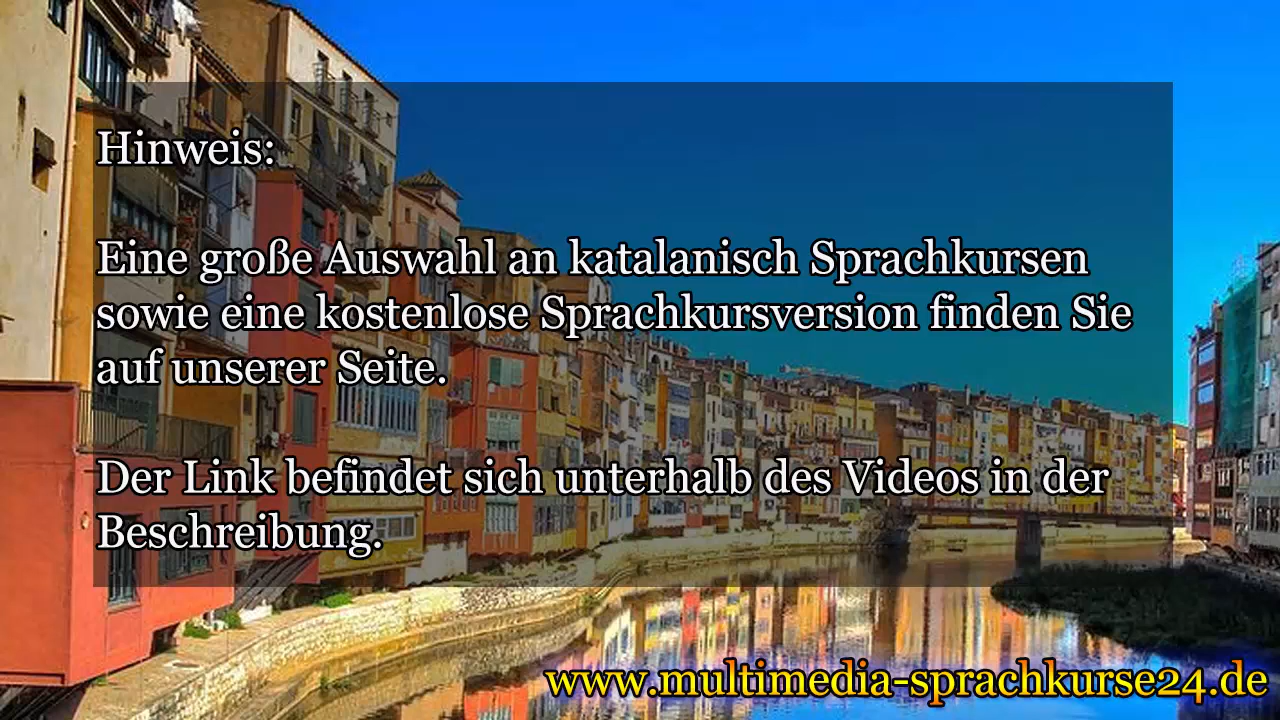 Hinweis:
Eine große Auswahl an katalanisch Sprachkursen
sowie eine kostenlose Sprachkursversion finden Sie
auf unserer Seite.
Der Link befindet sich unterhalb des Videos in der
Beschreibung.
www.multimedia-sprachkurse24.de